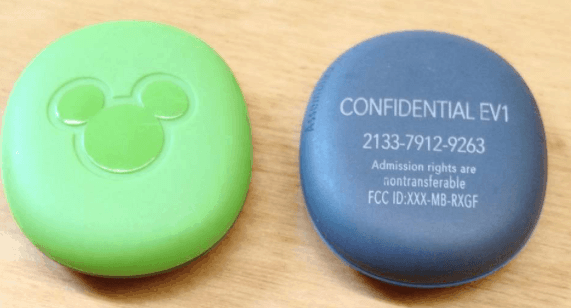 CONFIDENTIAL EV1
2133-7912-9263
Admission rights are
nontransferable
FCC ID:XXX-MB-RXGF